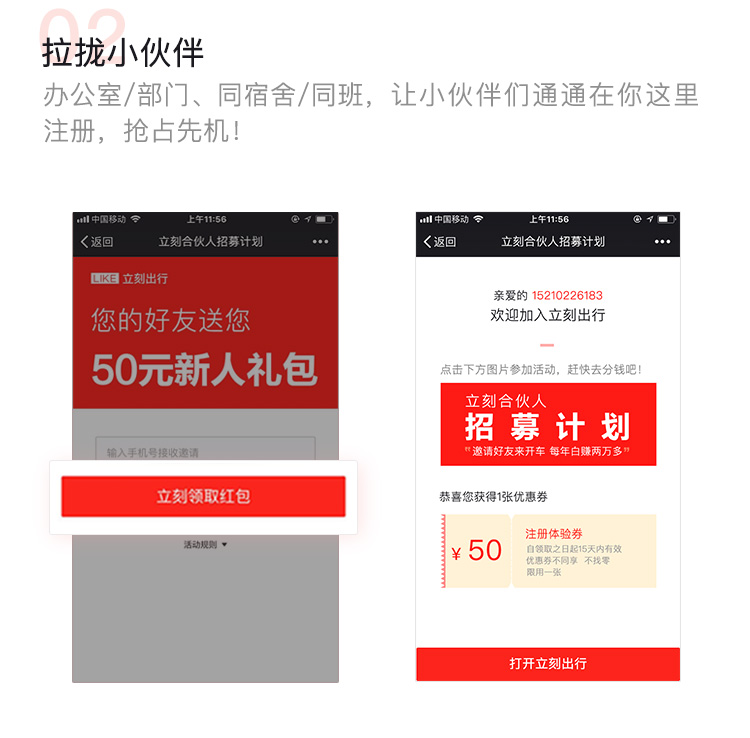 02
拉拢小伙伴
办公室/部门、同宿舍/同班，让小伙伴们通通在你这里
注册，抢占先机！
中国移动 上午11:56
返回 立刻合伙人招募计划
LIKE 立刻出行
您的好友送您
50元新人礼包
输入手机号接收邀请
立刻领取红包
活动规则
中国移动 上午11:56
返回 立刻合伙人招募计划
亲爱的 15210226183
欢迎加入立刻出行
点击下方图片参加活动，赶快去分钱吧！
立刻合伙人
招募计划
"邀请好友来开车 每年白赚两万多"
恭喜您获得1张优惠券
¥ 50
注册体验券
自领取之日起15天内有效
优惠券不同享 不找零
限用一张
打开立刻出行